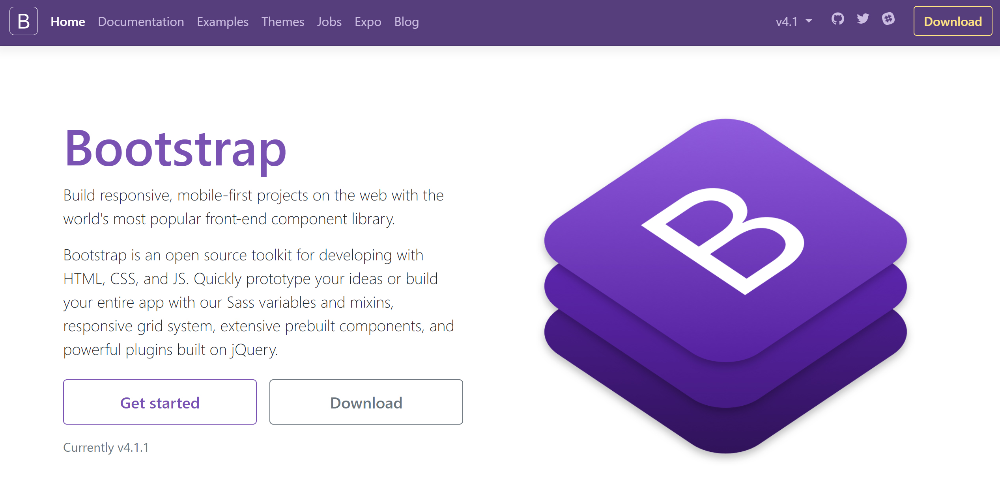 B Home Documentation Examples Themes Jobs Expo Blog v4.1 Download
Bootstrap
Build responsive, mobile-first projects on the web with the
world's most popular front-end component library.
Bootstrap is an open source toolkit for developing with
HTML, CSS, and JS. Quickly prototype your ideas or build
your entire app with our Sass variables and mixins,
responsive grid system, extensive prebuilt components, and
powerful plugins built on jQuery.
Get started Download
Currently v4.1.1
B